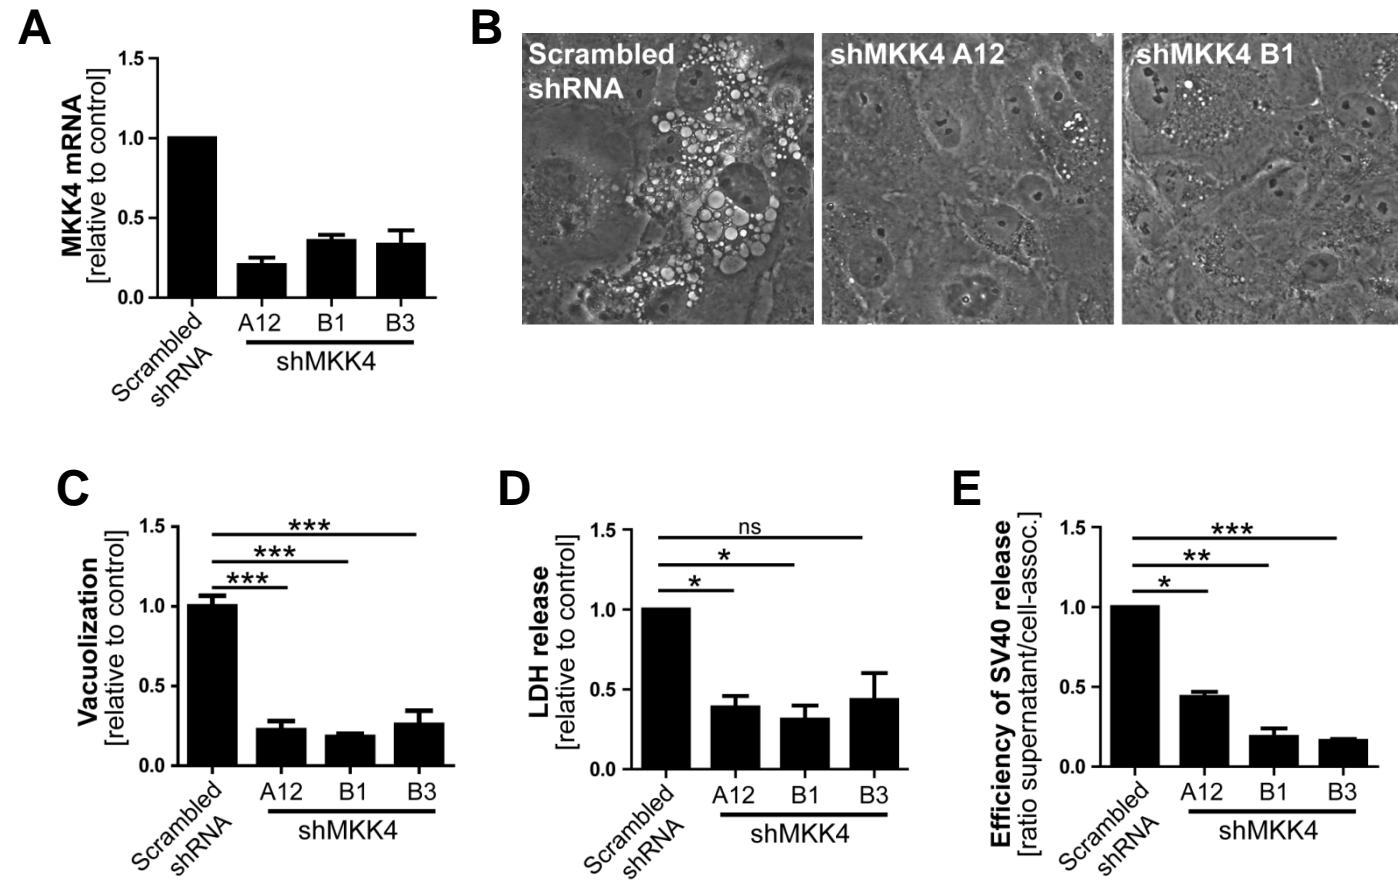 A
MKK4 mRNA
[relative to control]
1.5
1.0
0.5
0.0
Scrambled
shRNA
A12
B1
B3
shMKK4
B
Scrambled
shRNA
shMKK4 A12
shMKK4 B1
C
Vacuolization
[relative to control]
1.5
1.0
0.5
0.0
***
***
***
Scrambled
shRNA
A12
B1
B3
shMKK4
D
LDH release
[relative to control]
1.5
1.0
0.5
0.0
ns
*
*
Scrambled
shRNA
A12
B1
B3
shMKK4
E
Efficiency of SV40 release
[ratio supernatant/cell-assoc.]
1.5
1.0
0.5
0.0
***
**
*
Scrambled
shRNA
A12
B1
B3
shMKK4